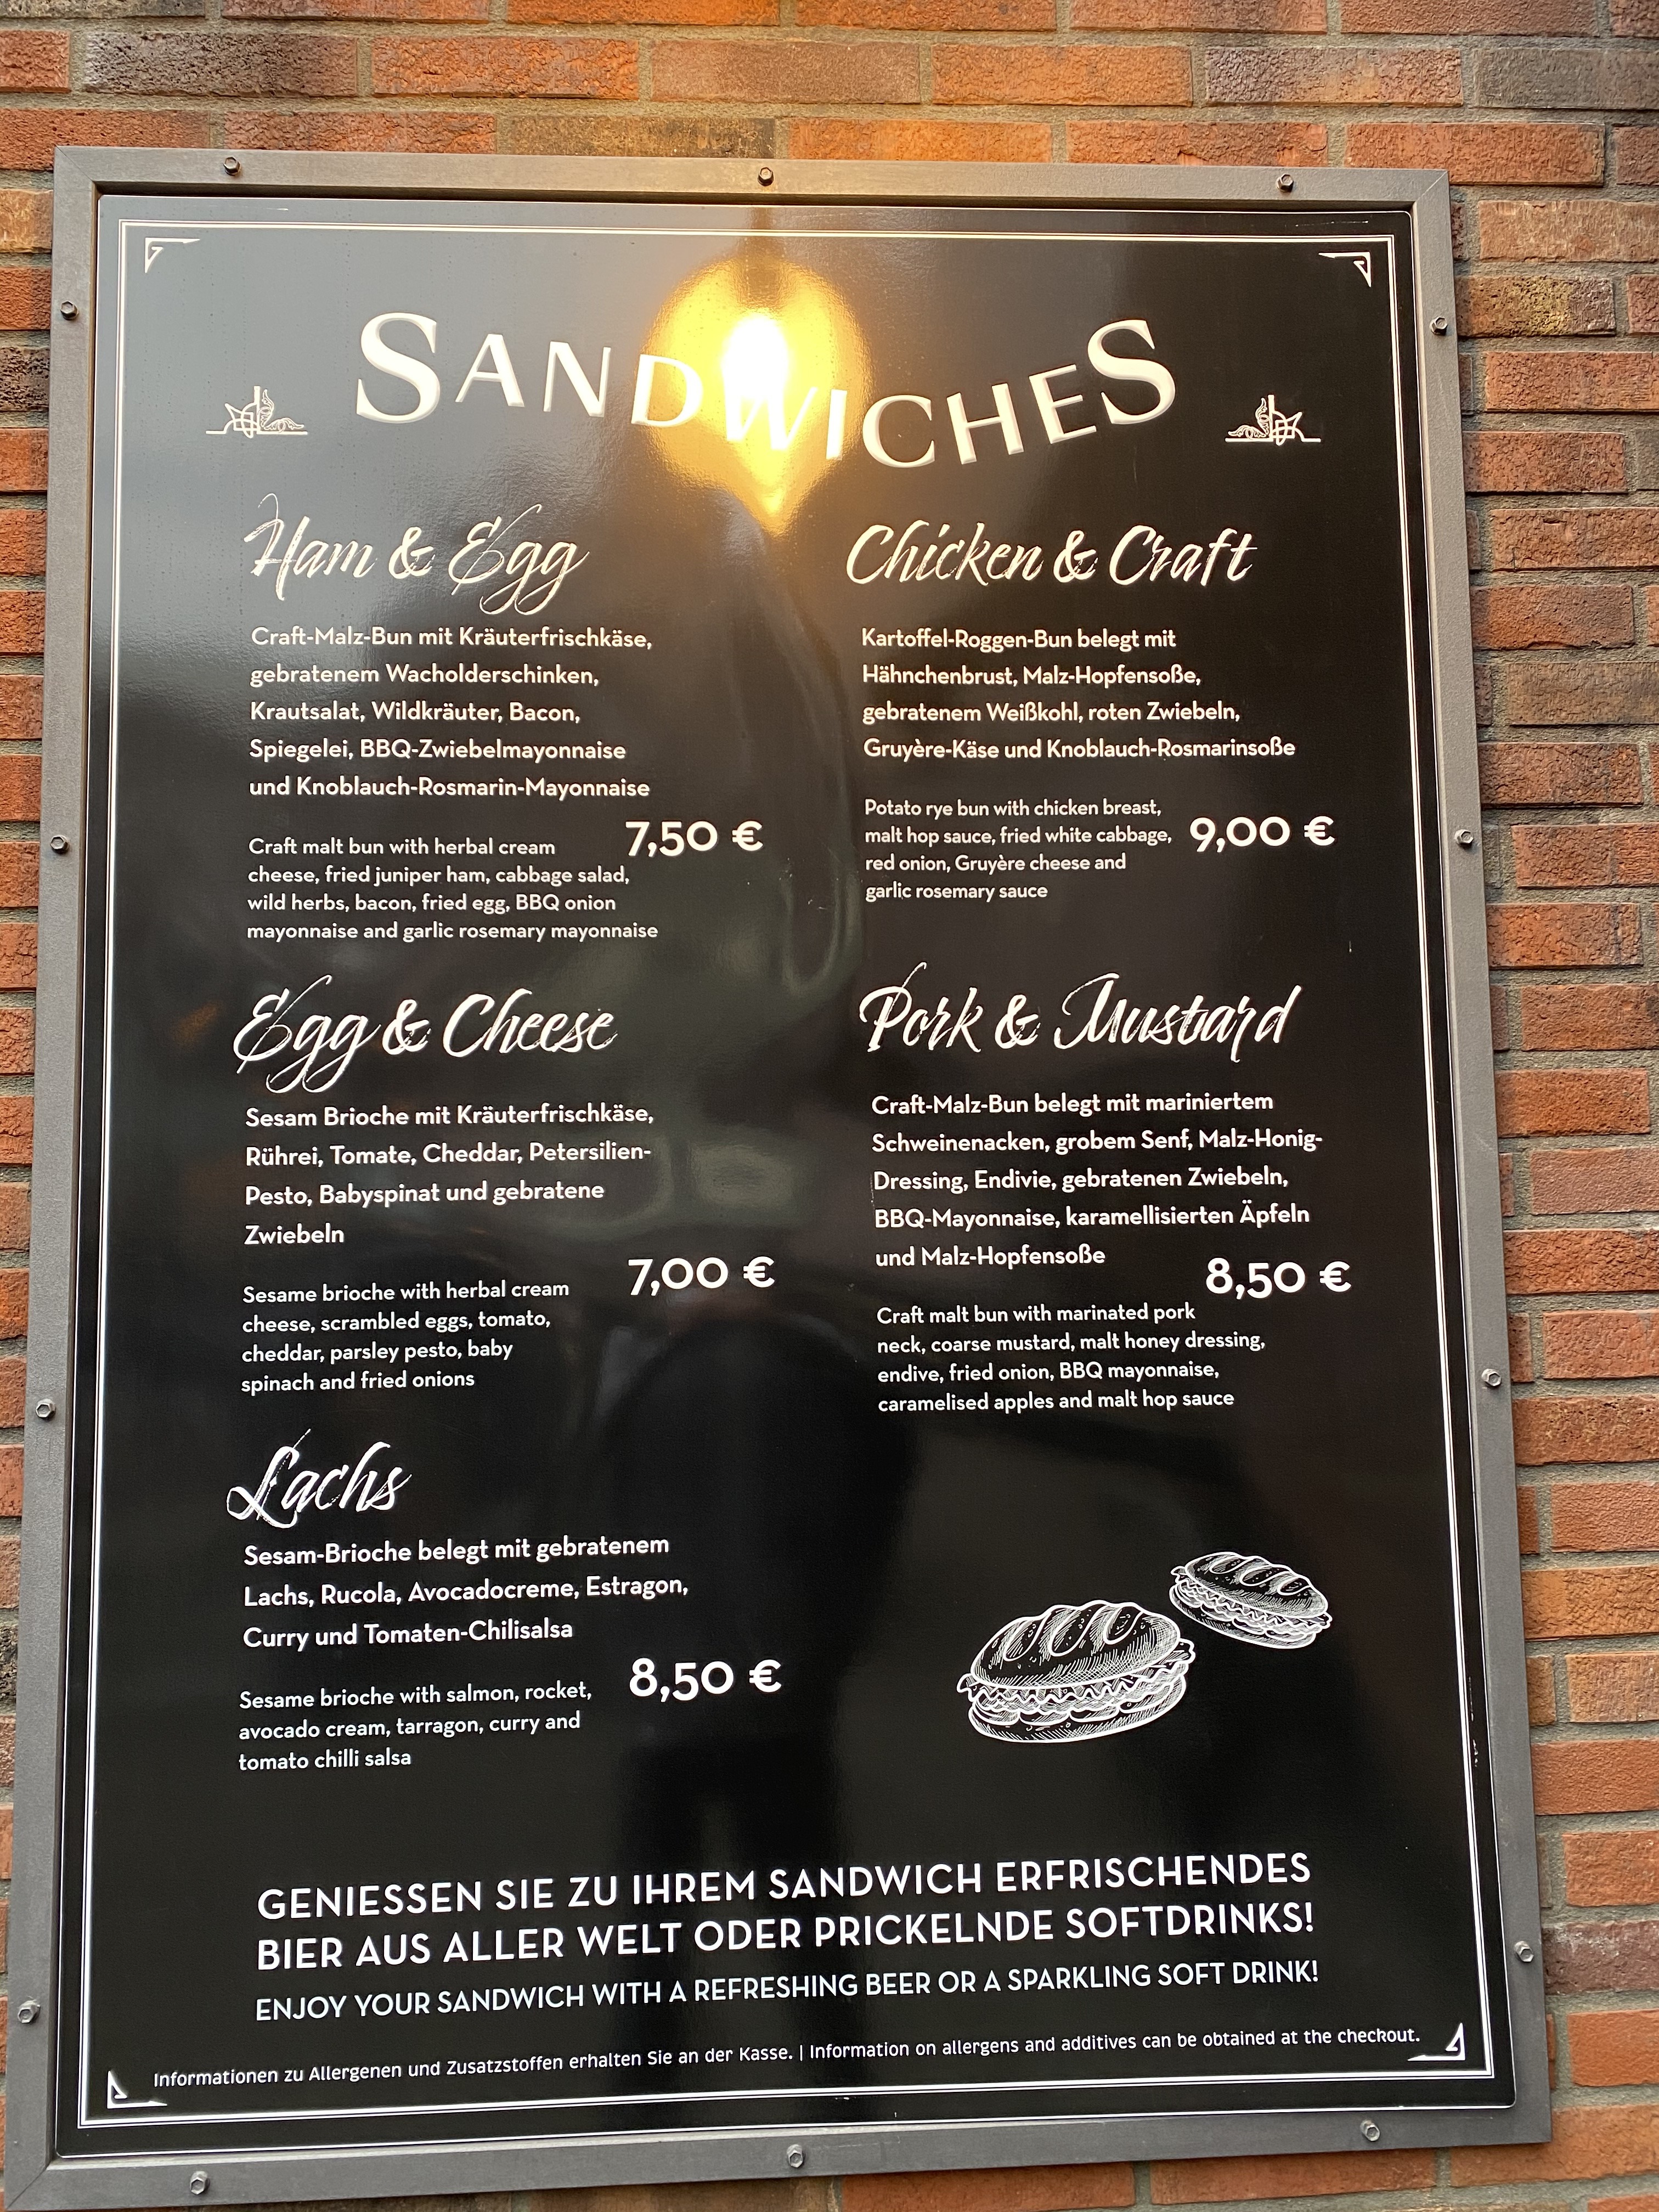 SANDWICHES
Ham & Egg
Craft-Malz-Bun mit Kräuterfrischkäse,
gebratenem Wacholderschinken,
Krautsalat, Wildkräuter, Bacon,
Spiegelei, BBQ-Zwiebelmayonnaise
und Knoblauch-Rosmarin-Mayonnaise
7,50 €
Craft malt bun with herbal cream
cheese, fried juniper ham, cabbage salad,
wild herbs, bacon, fried egg, BBQ onion
mayonnaise and garlic rosemary mayonnaise
Egg & Cheese
Sesam Brioche mit Kräuterfrischkäse,
Rührei, Tomate, Cheddar, Petersilien-
Pesto, Babyspinat und gebratene
Zwiebeln
7,00 €
Sesame brioche with herbal cream
cheese, scrambled eggs, tomato,
cheddar, parsley pesto, baby
spinach and fried onions
Lachs
Sesam-Brioche belegt mit gebratenem
Lachs, Rucola, Avocadocreme, Estragon,
Curry und Tomaten-Chilisalsa
8,50 €
Sesame brioche with salmon, rocket,
avocado cream, tarragon, curry and
tomato chilli salsa
Chicken & Craft
Kartoffel-Roggen-Bun belegt mit
Hähnchenbrust, Malz-Hopfensoße,
gebratenem Weißkohl, roten Zwiebeln,
Gruyère-Käse und Knoblauch-Rosmarinsoße
Potato rye bun with chicken breast,
malt hop sauce, fried white cabbage,
9,00 €
red onion, Gruyère cheese and
garlic rosemary sauce
Pork & Mustard
Craft-Malz-Bun belegt mit mariniertem
Schweinenacken, grobem Senf, Malz-Honig-
Dressing, Endivie, gebratenen Zwiebeln,
BBQ-Mayonnaise, karamellisierten Äpfeln
und Malz-Hopfensoße
8,50 €
Craft malt bun with marinated pork
neck, coarse mustard, malt honey dressing,
endive, fried onion, BBQ mayonnaise,
caramelised apples and malt hop sauce
GENIESSEN SIE ZU IHREM SANDWICH ERFRISCHENDES
BIER AUS ALLER WELT ODER PRICKELNDE SOFTDRINKS!
ENJOY YOUR SANDWICH WITH A REFRESHING BEER OR A SPARKLING SOFT DRINK!
Informationen zu Allergenen und Zusatzstoffen erhalten Sie an der Kasse. | Information on allergens and additives can be obtained at the checkout.